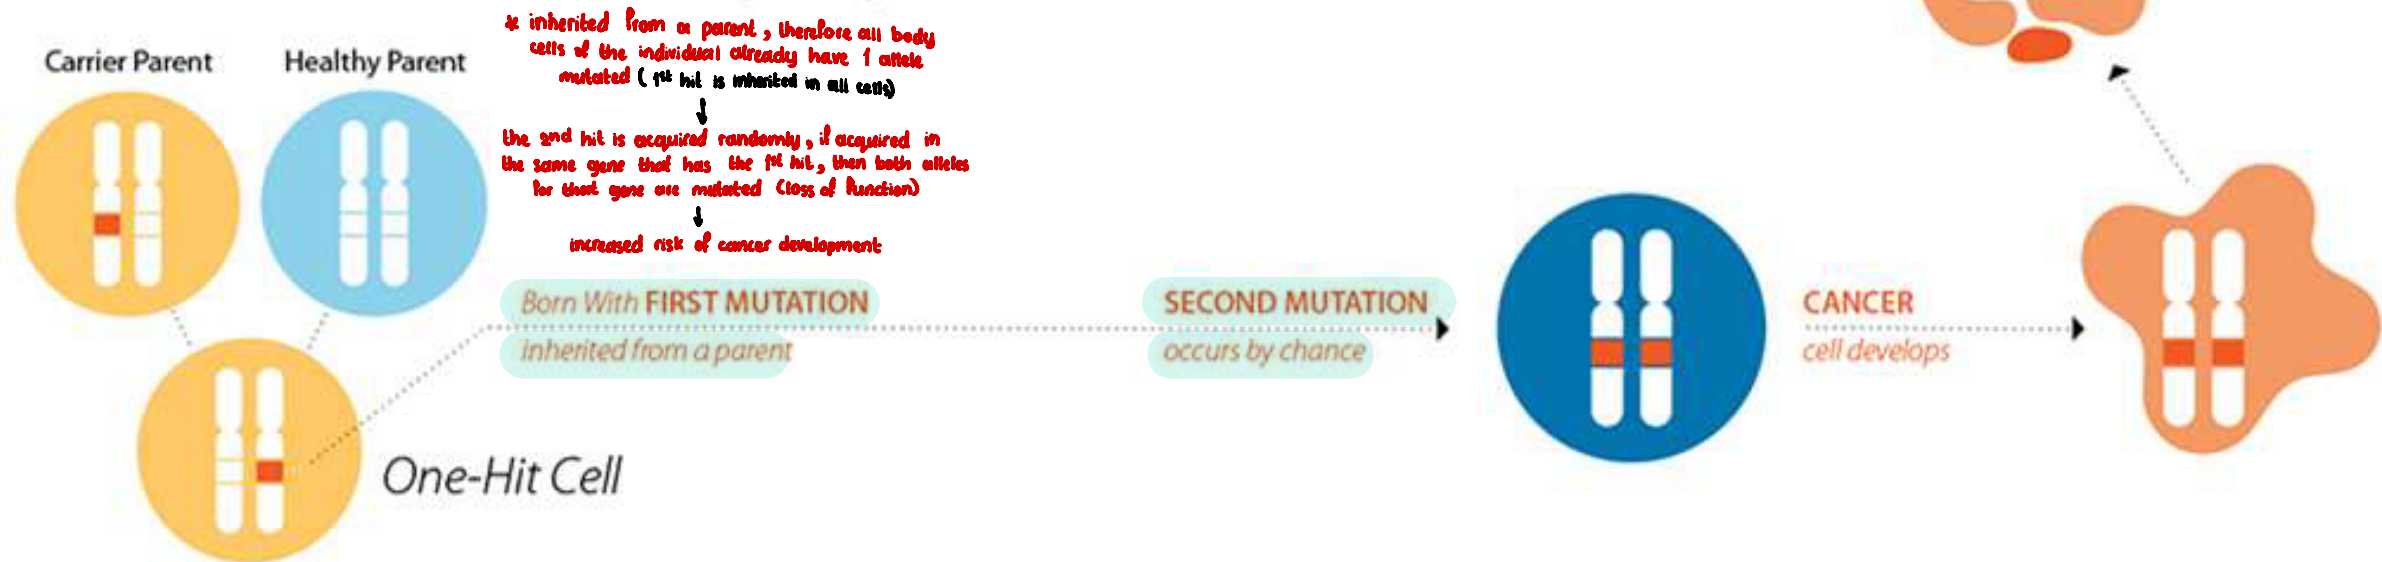 Carrier Parent
Healthy Parent
* inherited from a parent, therefore all body
cells of the individual already have 1 allele
mutated (1st hit is inherited in all cells)
↓
the 2nd hit is acquired randomly, if acquired in
the same gene that has the 1st hit, then both alleles
for that gene are mutated (loss of function)
↓
increased risk of cancer development
Born With FIRST MUTATION
inherited from a parent
SECOND MUTATION
occurs by chance
CANCER
cell develops
One-Hit Cell